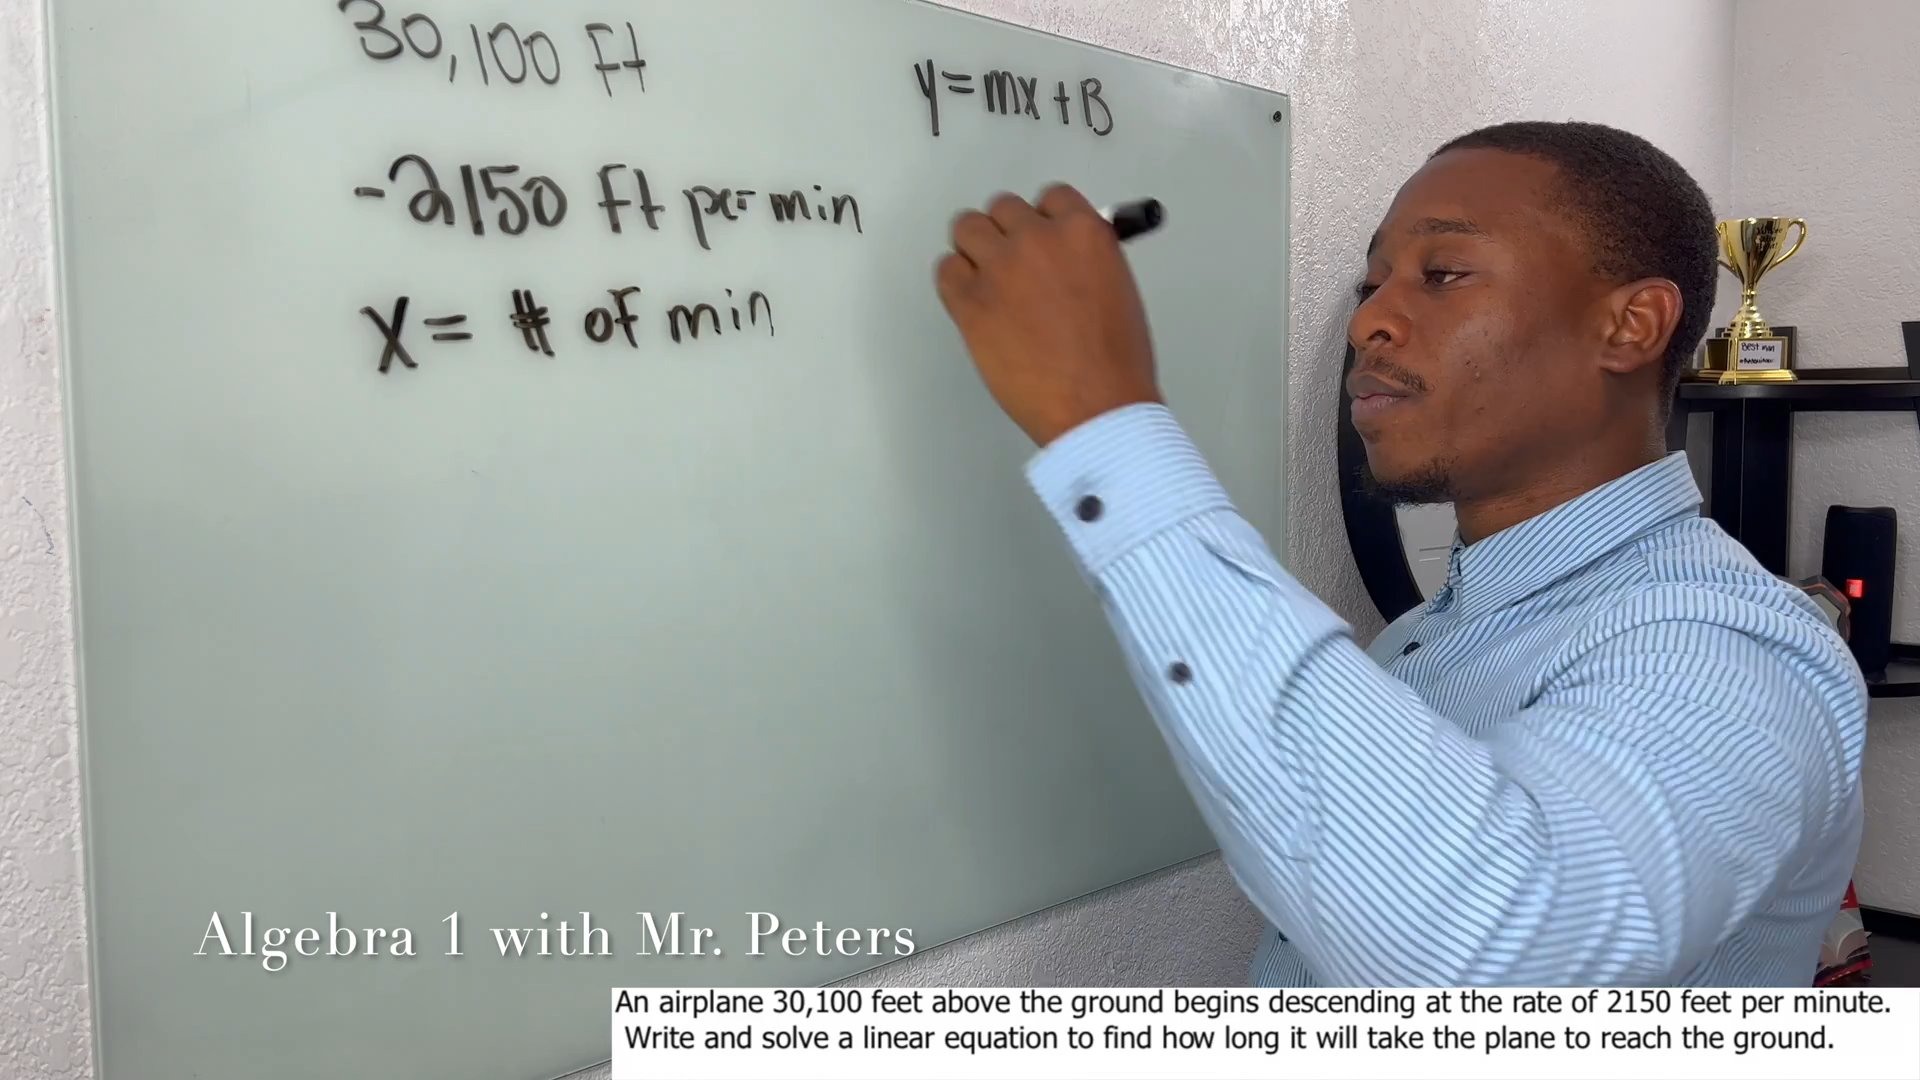 30,100 Ft
y=mx+B
-2150 Ft per min
x = # of min
Best man
Algebra 1 with Mr. Peters
An airplane 30,100 feet above the ground begins descending at the rate of 2150 feet per minute.
Write and solve a linear equation to find how long it will take the plane to reach the ground.